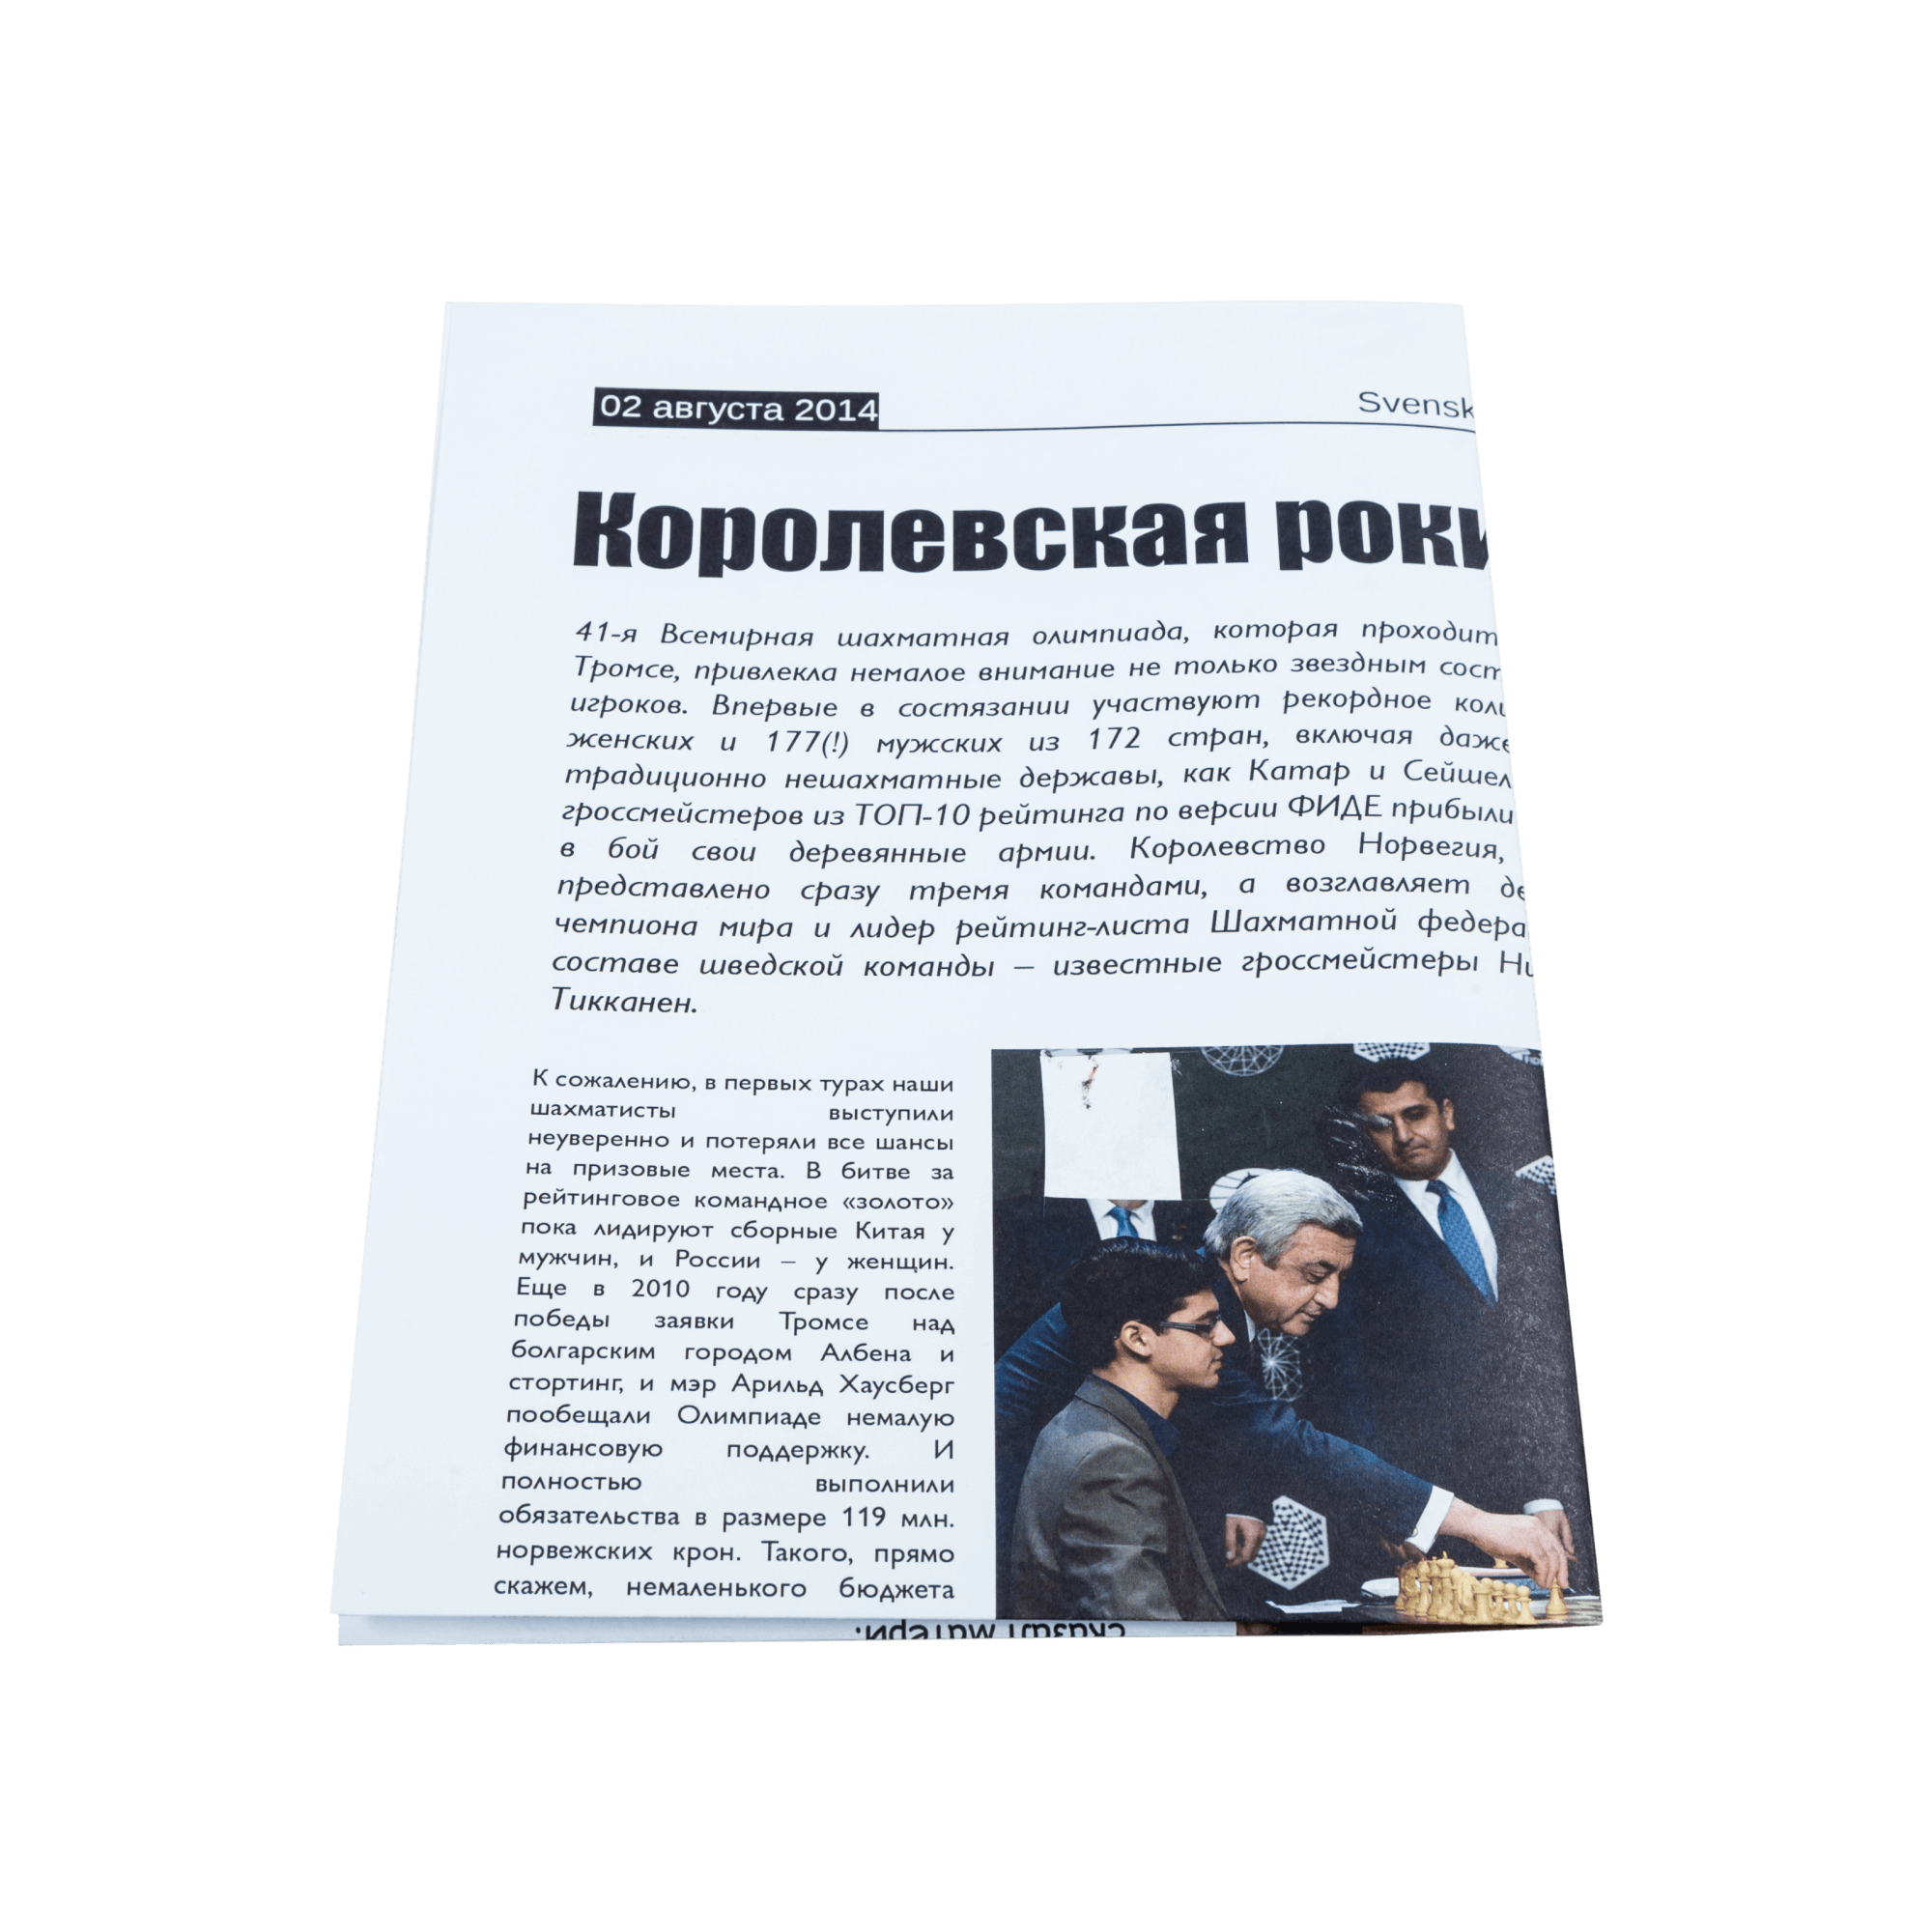 02 августа 2014
Svensk
Королевская роки
41-я Всемирная шахматная олимпиада, которая проходит
Тромсе, привлекла немалое внимание не только звездным сост
игроков. Впервые в состязании участвуют рекордное коли
женских и 177(!) мужских из 172 стран, включая даже
традиционно нешахматные державы, как Катар и Сейшел
гроссмейстеров из ТОП-10 рейтинга по версии ФИДЕ прибыли
в бой свои деревянные армии. Королевство Норвегия,
представлено сразу тремя командами, а возглавляет де
чемпиона мира и лидер рейтинг-листа Шахматной федера
составе шведской команды – известные гроссмейстеры Ни
Тикканен.
К сожалению, в первых турах наши
шахматисты выступили
неуверенно и потеряли все шансы
на призовые места. В битве за
рейтинговое командное «золото»
пока лидируют сборные Китая у
мужчин, и России – у женщин.
Еще в 2010 году сразу после
победы заявки Тромсе над
болгарским городом Албена и
стортинг, и мэр Арильд Хаусберг
пообещали Олимпиаде немалую
финансовую поддержку. И
полностью выполнили
обязательства в размере 119 млн.
норвежских крон. Такого, прямо
скажем, немаленького бюджета
сказал матери: